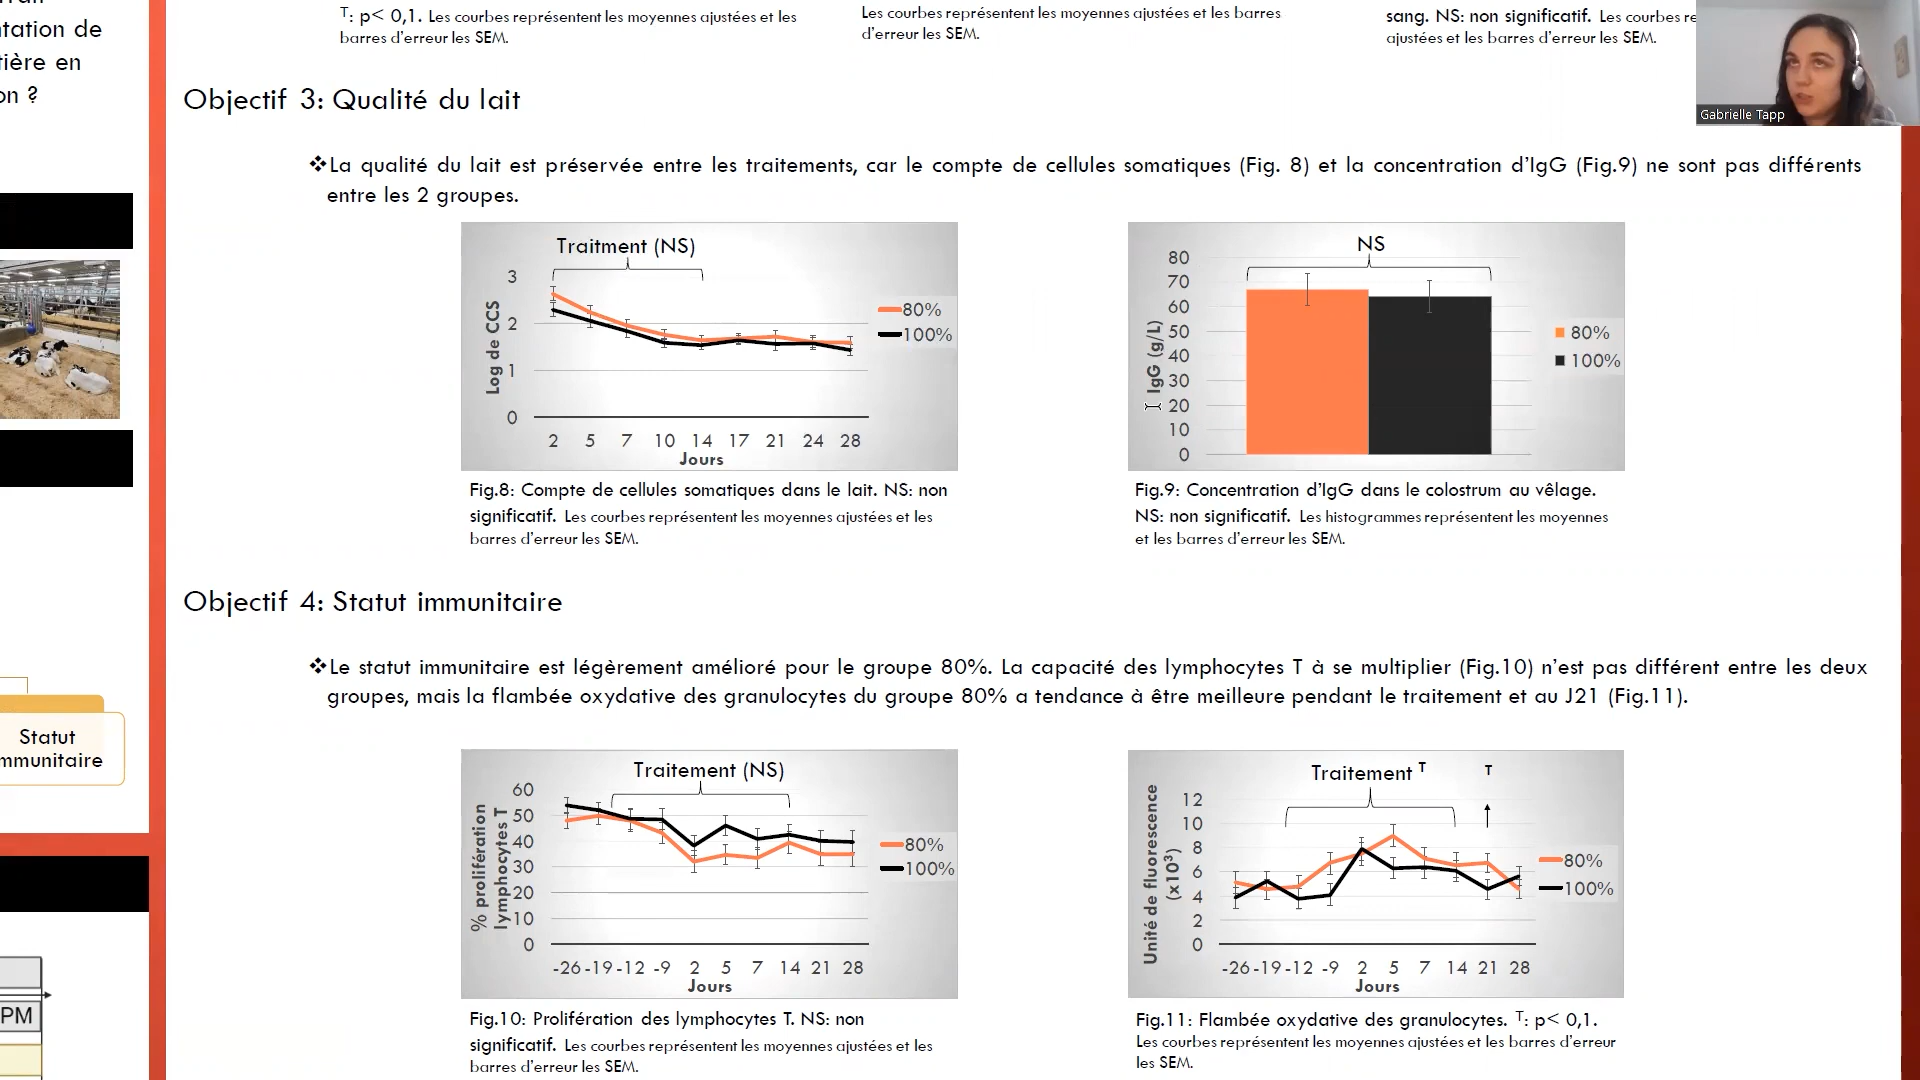 tation de
tière en
on ?
T: p< 0,1. Les courbes représentent les moyennes ajustées et les
barres d'erreur les SEM.
Les courbes représentent les moyennes ajustées et les barres
d'erreur les SEM.
sang. NS: non significatif. Les courbes re
ajustées et les barres d'erreur les SEM.
Gabrielle Tapp
Objectif 3: Qualité du lait
❖La qualité du lait est préservée entre les traitements, car le compte de cellules somatiques (Fig. 8) et la concentration d'IgG (Fig.9) ne sont pas différents
entre les 2 groupes.
Traitment (NS)
Log de CCS
3
2
1
0
2 5 7 10 14 17 21 24 28
Jours
80%
100%
Fig.8: Compte de cellules somatiques dans le lait. NS: non
significatif. Les courbes représentent les moyennes ajustées et les
barres d'erreur les SEM.
NS
IgG (g/L)
80
70
60
50
40
30
20
10
0
80%
100%
Fig.9: Concentration d'IgG dans le colostrum au vêlage.
NS: non significatif. Les histogrammes représentent les moyennes
et les barres d'erreur les SEM.
Objectif 4: Statut immunitaire
❖Le statut immunitaire est légèrement amélioré pour le groupe 80%. La capacité des lymphocytes T à se multiplier (Fig.10) n'est pas différent entre les deux
groupes, mais la flambée oxydative des granulocytes du groupe 80% a tendance à être meilleure pendant le traitement et au J21 (Fig.11).
Statut
mmunitaire
PM
Traitement (NS)
% prolifération
lymphocytes T
60
50
40
30
20
10
0
-26 -19 -12 -9 2 5 7 14 21 28
Jours
80%
100%
Fig.10: Prolifération des lymphocytes T. NS: non
significatif. Les courbes représentent les moyennes ajustées et les
barres d'erreur les SEM.
Traitement T
T
Unité de fluorescence
(x10³)
12
10
8
6
4
2
0
-26 -19 -12 -9 2 5 7 14 21 28
Jours
80%
100%
Fig.11: Flambée oxydative des granulocytes. T: p< 0,1.
Les courbes représentent les moyennes ajustées et les barres d'erreur
les SEM.